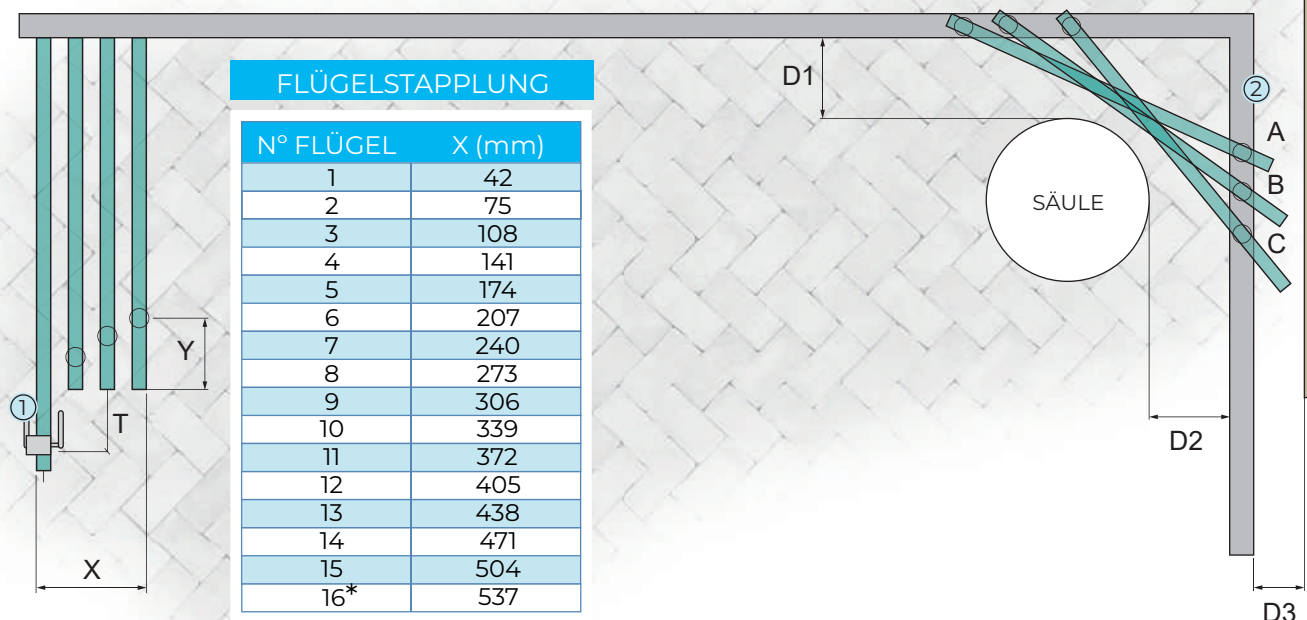 FLÜGELSTAPPLUNG
Nº FLÜGEL X (mm)
1 42
2 75
3 108
4 141
5 174
6 207
7 240
8 273
9 306
10 339
11 372
12 405
13 438
14 471
15 504
16* 537
1
Y
T
X
D1
SÄULE
2
A
B
C
D2
D3